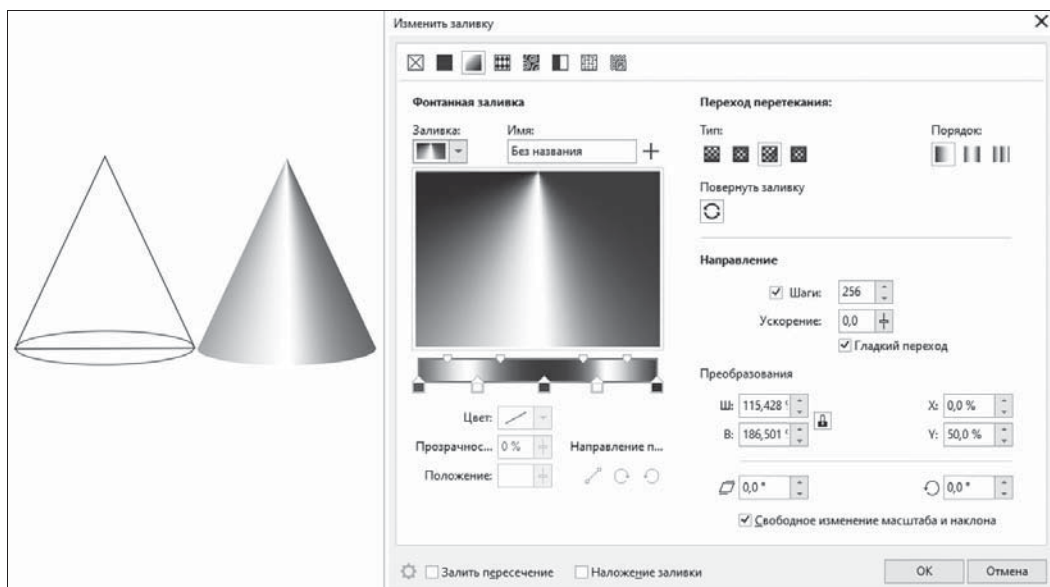 Изменить заливку
Фонтанная заливка
Заливка:
Имя:
Без названия
Переход перетекания:
Тип:
Порядок:
Повернуть заливку
Направление
Шаги: 256
Ускорение: 0,0
Гладкий переход
Преобразования
Ш: 115,428
X: 0,0 %
В: 186,501
Y: 50,0 %
0,0 °
0,0 °
Свободное изменение масштаба и наклона
Цвет:
Прозрачнос... 0 %
Направление п...
Положение:
Залить пересечение
Наложение заливки
ОК
Отмена